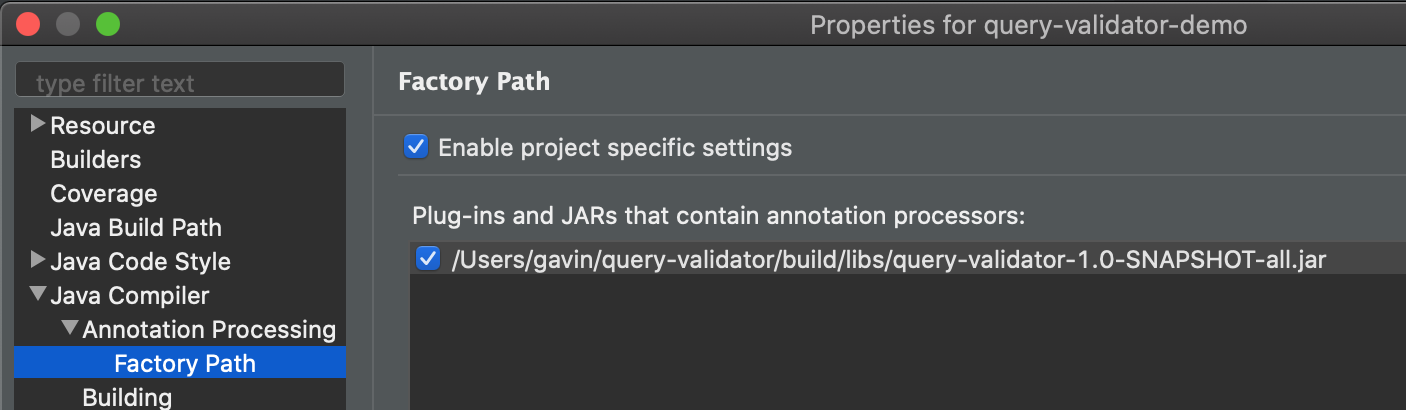 Properties for query-validator-demo
type filter text
Resource
Builders
Coverage
Java Build Path
Java Code Style
Java Compiler
Annotation Processing
Factory Path
Building
Factory Path
Enable project specific settings
Plug-ins and JARs that contain annotation processors:
/Users/gavin/query-validator/build/libs/query-validator-1.0-SNAPSHOT-all.jar